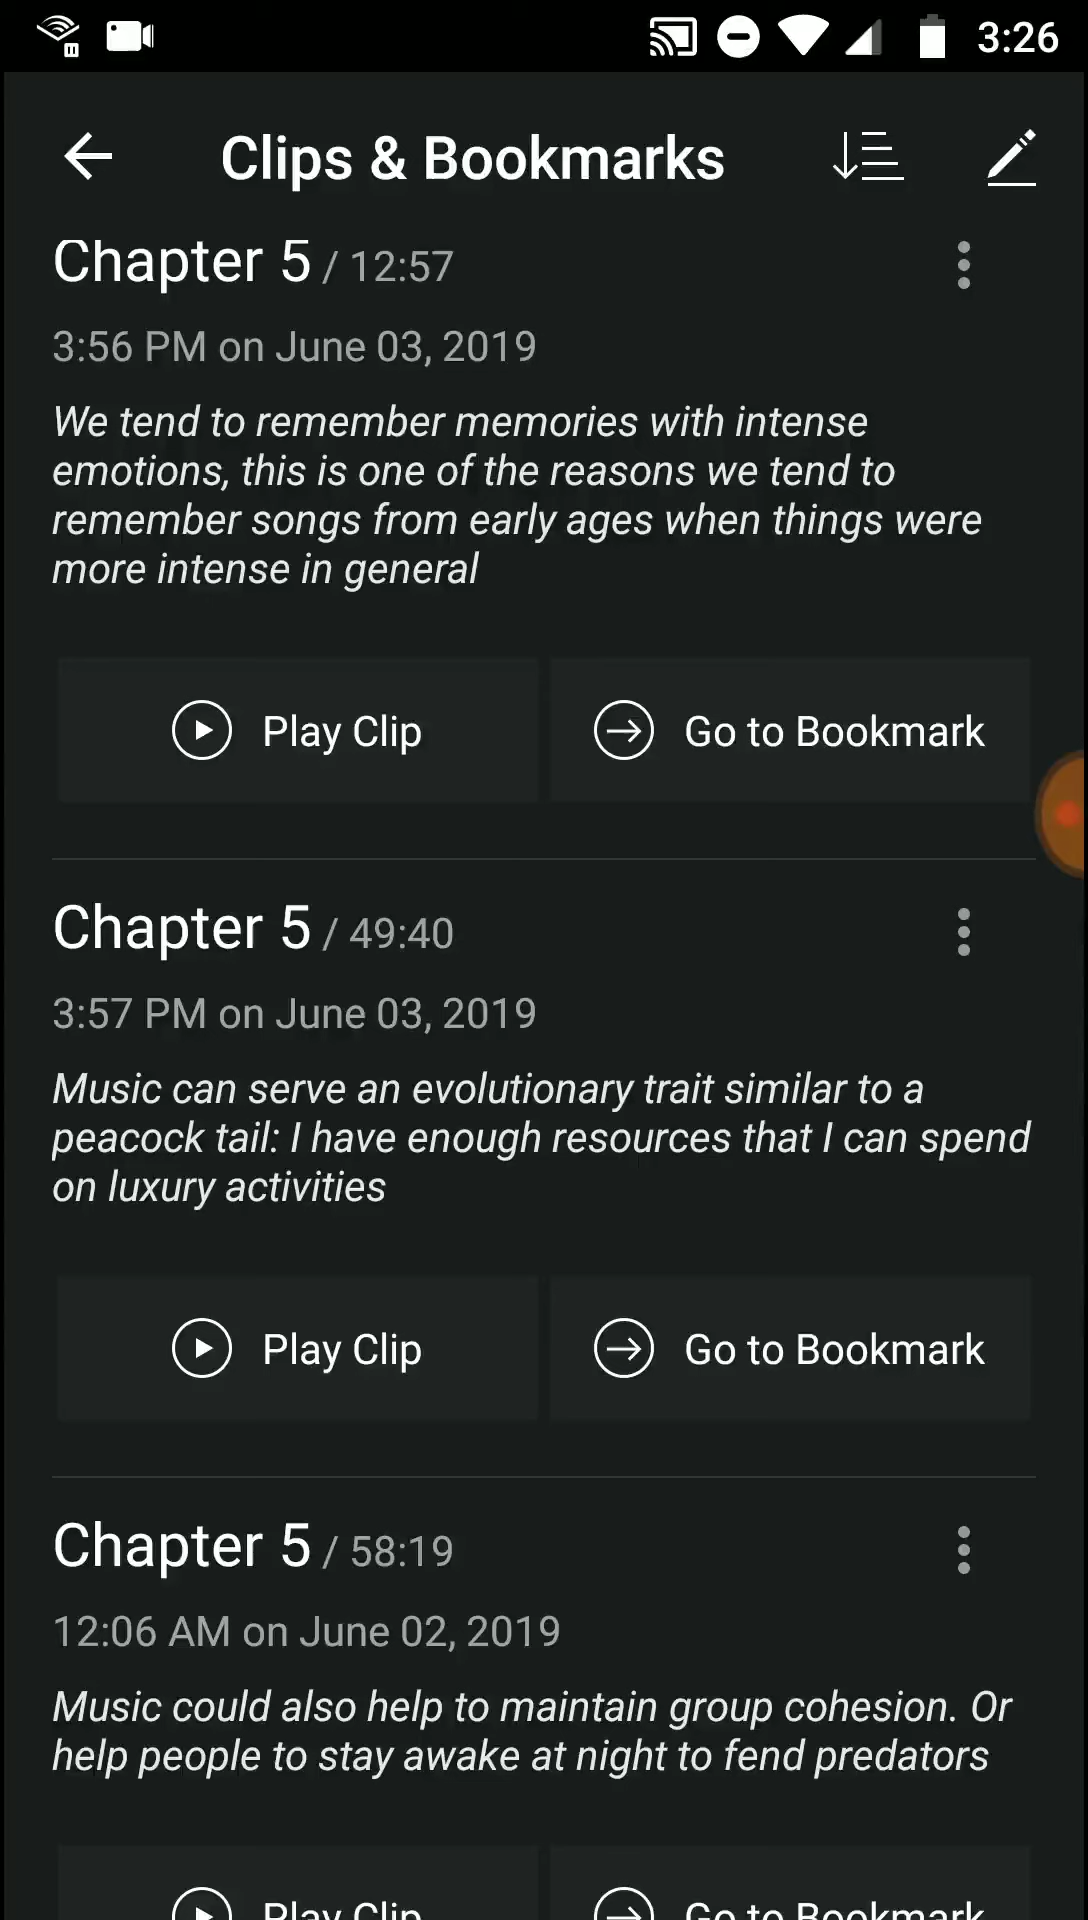 3:26
Clips & Bookmarks
Chapter 5 / 12:57
3:56 PM on June 03, 2019
We tend to remember memories with intense
emotions, this is one of the reasons we tend to
remember songs from early ages when things were
more intense in general
Play Clip
Go to Bookmark
Chapter 5 / 49:40
3:57 PM on June 03, 2019
Music can serve an evolutionary trait similar to a
peacock tail: I have enough resources that I can spend
on luxury activities
Play Clip
Go to Bookmark
Chapter 5 / 58:19
12:06 AM on June 02, 2019
Music could also help to maintain group cohesion. Or
help people to stay awake at night to fend predators
Play Clip
Go to Bookmark